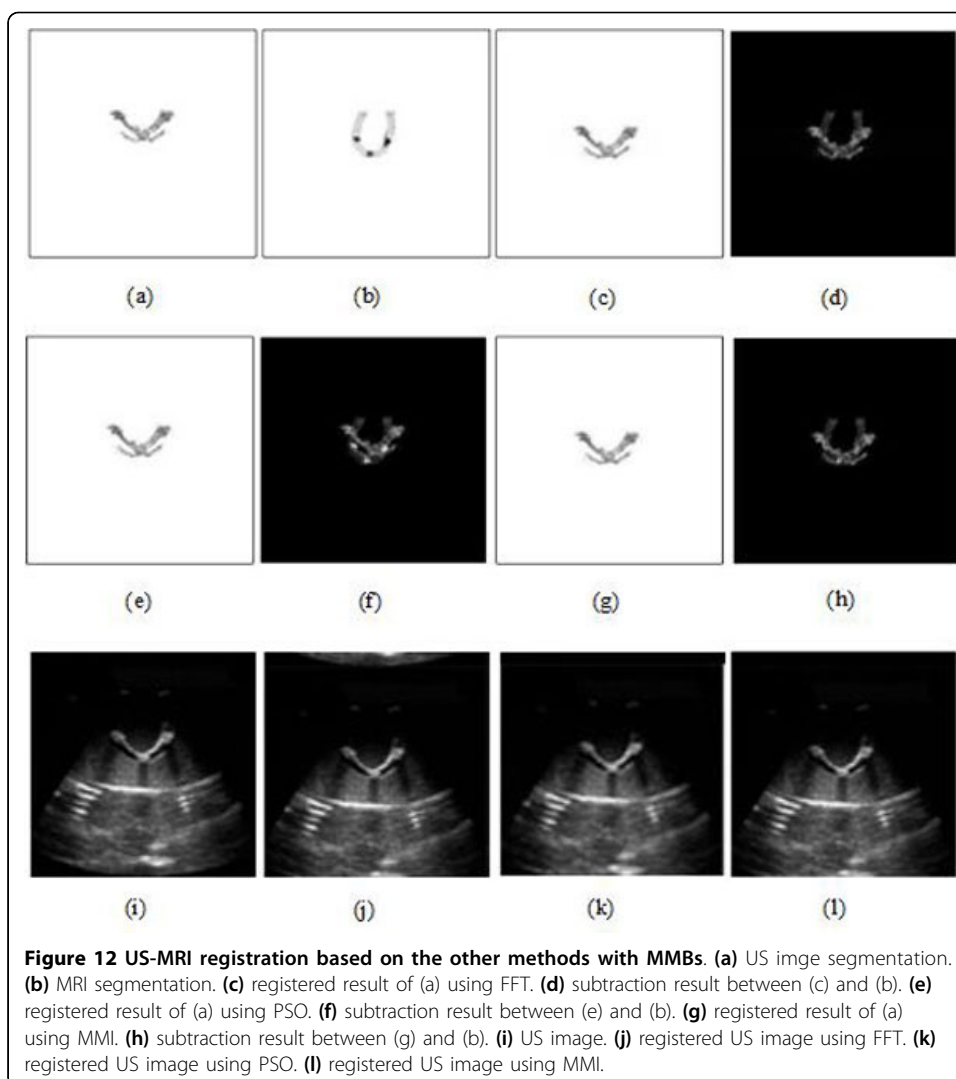 (a) (b) (c) (d)
(e) (f) (g) (h)
(i) (j) (k) (l)
Figure 12 US-MRI registration based on the other methods with MMBs. (a) US imge segmentation.
(b) MRI segmentation. (c) registered result of (a) using FFT. (d) subtraction result between (c) and (b). (e)
registered result of (a) using PSO. (f) subtraction result between (e) and (b). (g) registered result of (a)
using MMI. (h) subtraction result between (g) and (b). (i) US image. (j) registered US image using FFT. (k)
registered US image using PSO. (l) registered US image using MMI.